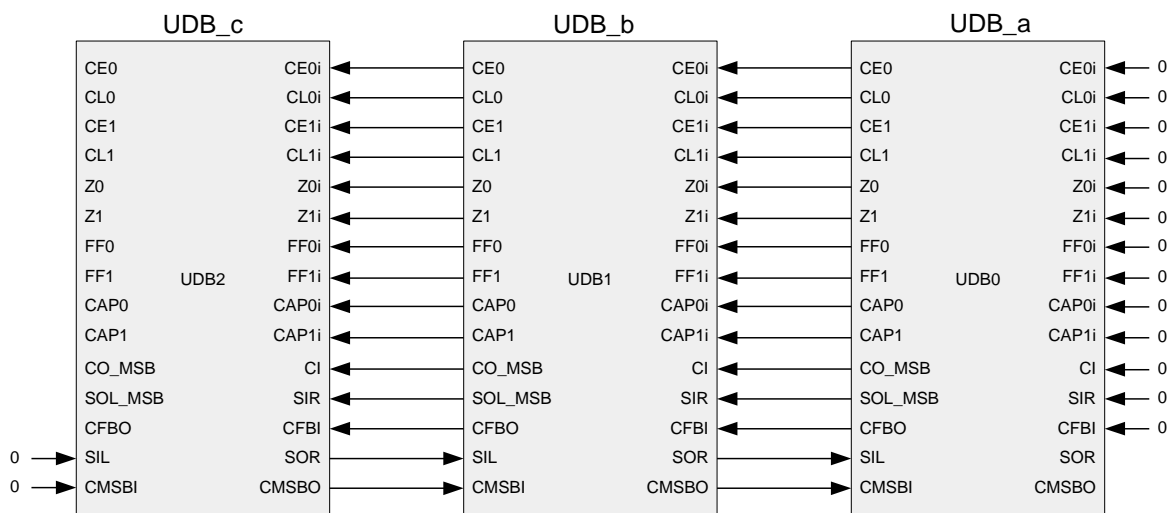 UDB_c UDB_b UDB_a
CE0 CE0i CE0 CE0i CE0 CE0i 0
CL0 CL0i CL0 CL0i CL0 CL0i 0
CE1 CE1i CE1 CE1i CE1 CE1i 0
CL1 CL1i CL1 CL1i CL1 CL1i 0
Z0 Z0i Z0 Z0i Z0 Z0i 0
Z1 Z1i Z1 Z1i Z1 Z1i 0
FF0 FF0i FF0 FF0i FF0 FF0i 0
FF1 UDB2 FF1i FF1 UDB1 FF1i FF1 UDB0 FF1i 0
CAP0 CAP0i CAP0 CAP0i CAP0 CAP0i 0
CAP1 CAP1i CAP1 CAP1i CAP1 CAP1i 0
CO_MSB CI CO_MSB CI CO_MSB CI 0
SOL_MSB SIR SOL_MSB SIR SOL_MSB SIR 0
CFBO CFBI CFBO CFBI CFBO CFBI 0
0 SIL SOR SIL SOR SIL SOR
0 CMSBI CMSBO CMSBI CMSBO CMSBI CMSBO